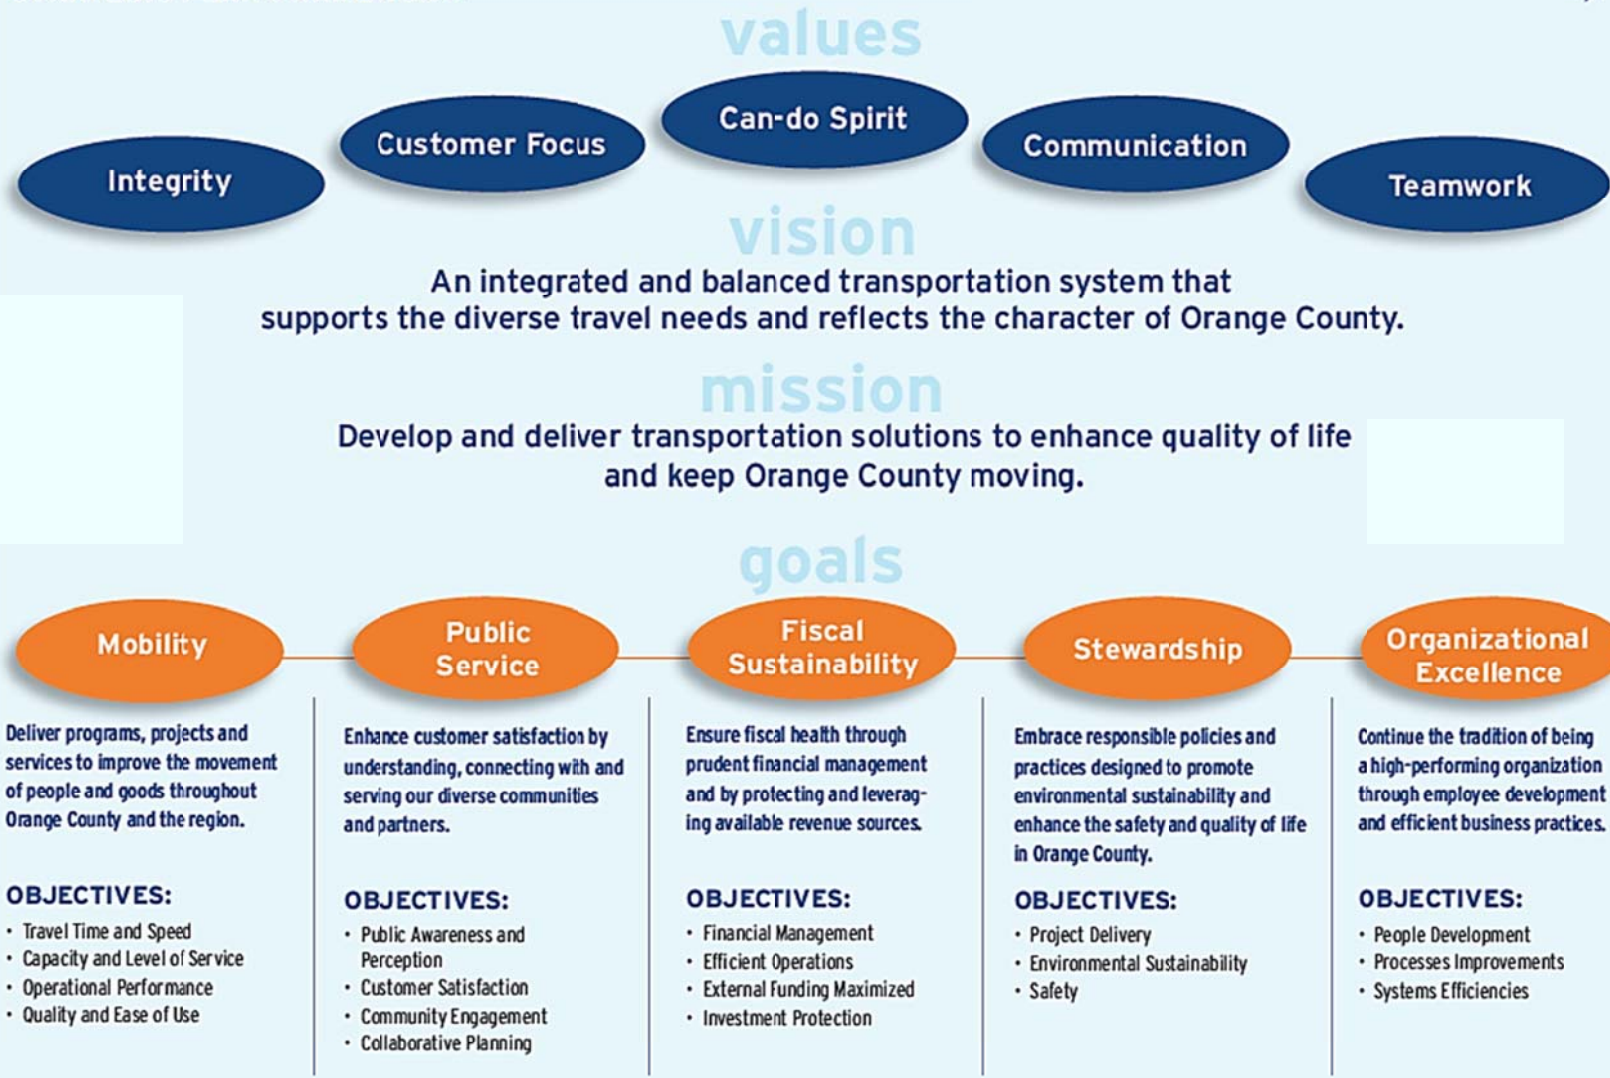 values
Integrity
Customer Focus
Can-do Spirit
Communication
Teamwork
vision
An integrated and balanced transportation system that
supports the diverse travel needs and reflects the character of Orange County.
mission
Develop and deliver transportation solutions to enhance quality of life
and keep Orange County moving.
goals
Mobility
Deliver programs, projects and
services to improve the movement
of people and goods throughout
Orange County and the region.
OBJECTIVES:
• Travel Time and Speed
• Capacity and Level of Service
• Operational Performance
• Quality and Ease of Use
Public
Service
Enhance customer satisfaction by
understanding, connecting with and
serving our diverse communities
and partners.
OBJECTIVES:
• Public Awareness and
Perception
• Customer Satisfaction
• Community Engagement
• Collaborative Planning
Fiscal
Sustainability
Ensure fiscal health through
prudent financial management
and by protecting and leverag-
ing available revenue sources.
OBJECTIVES:
• Financial Management
• Efficient Operations
• External Funding Maximized
• Investment Protection
Stewardship
Embrace responsible policies and
practices designed to promote
environmental sustainability and
enhance the safety and quality of life
in Orange County.
OBJECTIVES:
• Project Delivery
• Environmental Sustainability
• Safety
Organizational
Excellence
Continue the tradition of being
a high-performing organization
through employee development
and efficient business practices.
OBJECTIVES:
• People Development
• Processes Improvements
• Systems Efficiencies